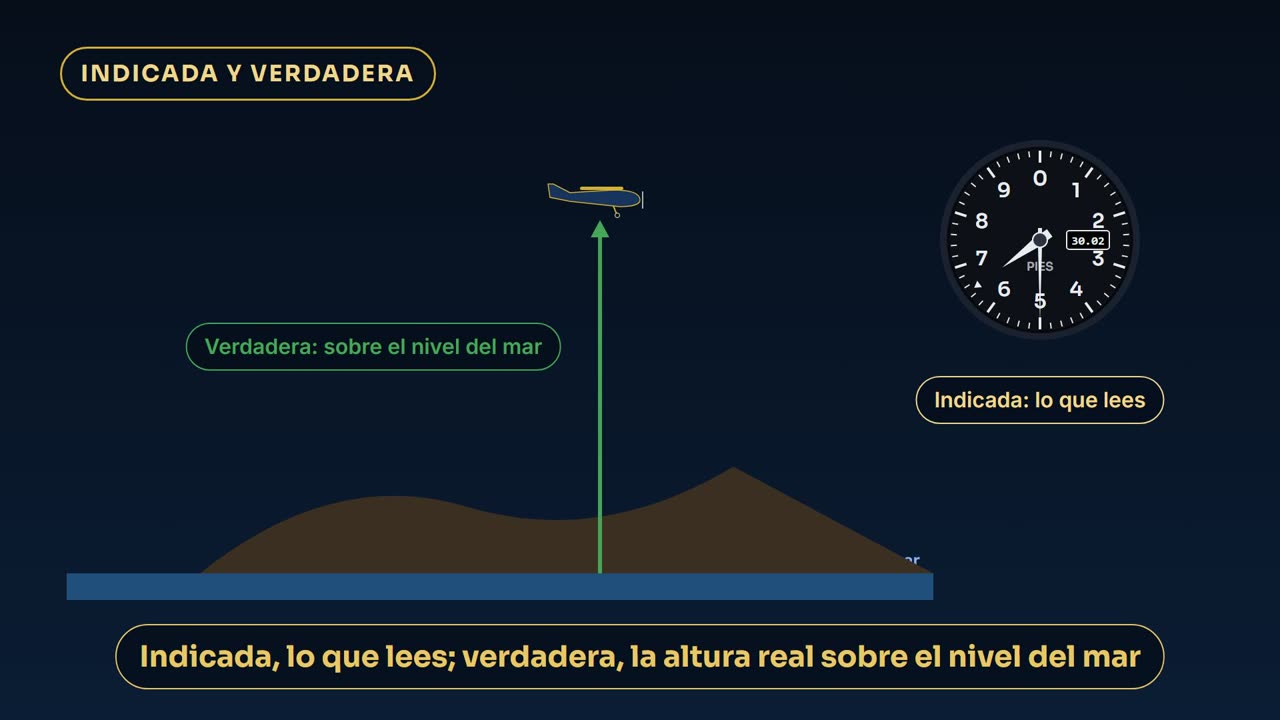 INDICADA Y VERDADERA
0
9 1
8 2
30.02
7 3
PIES
6 4
5
Verdadera: sobre el nivel del mar
Indicada: lo que lees
Indicada, lo que lees; verdadera, la altura real sobre el nivel del mar